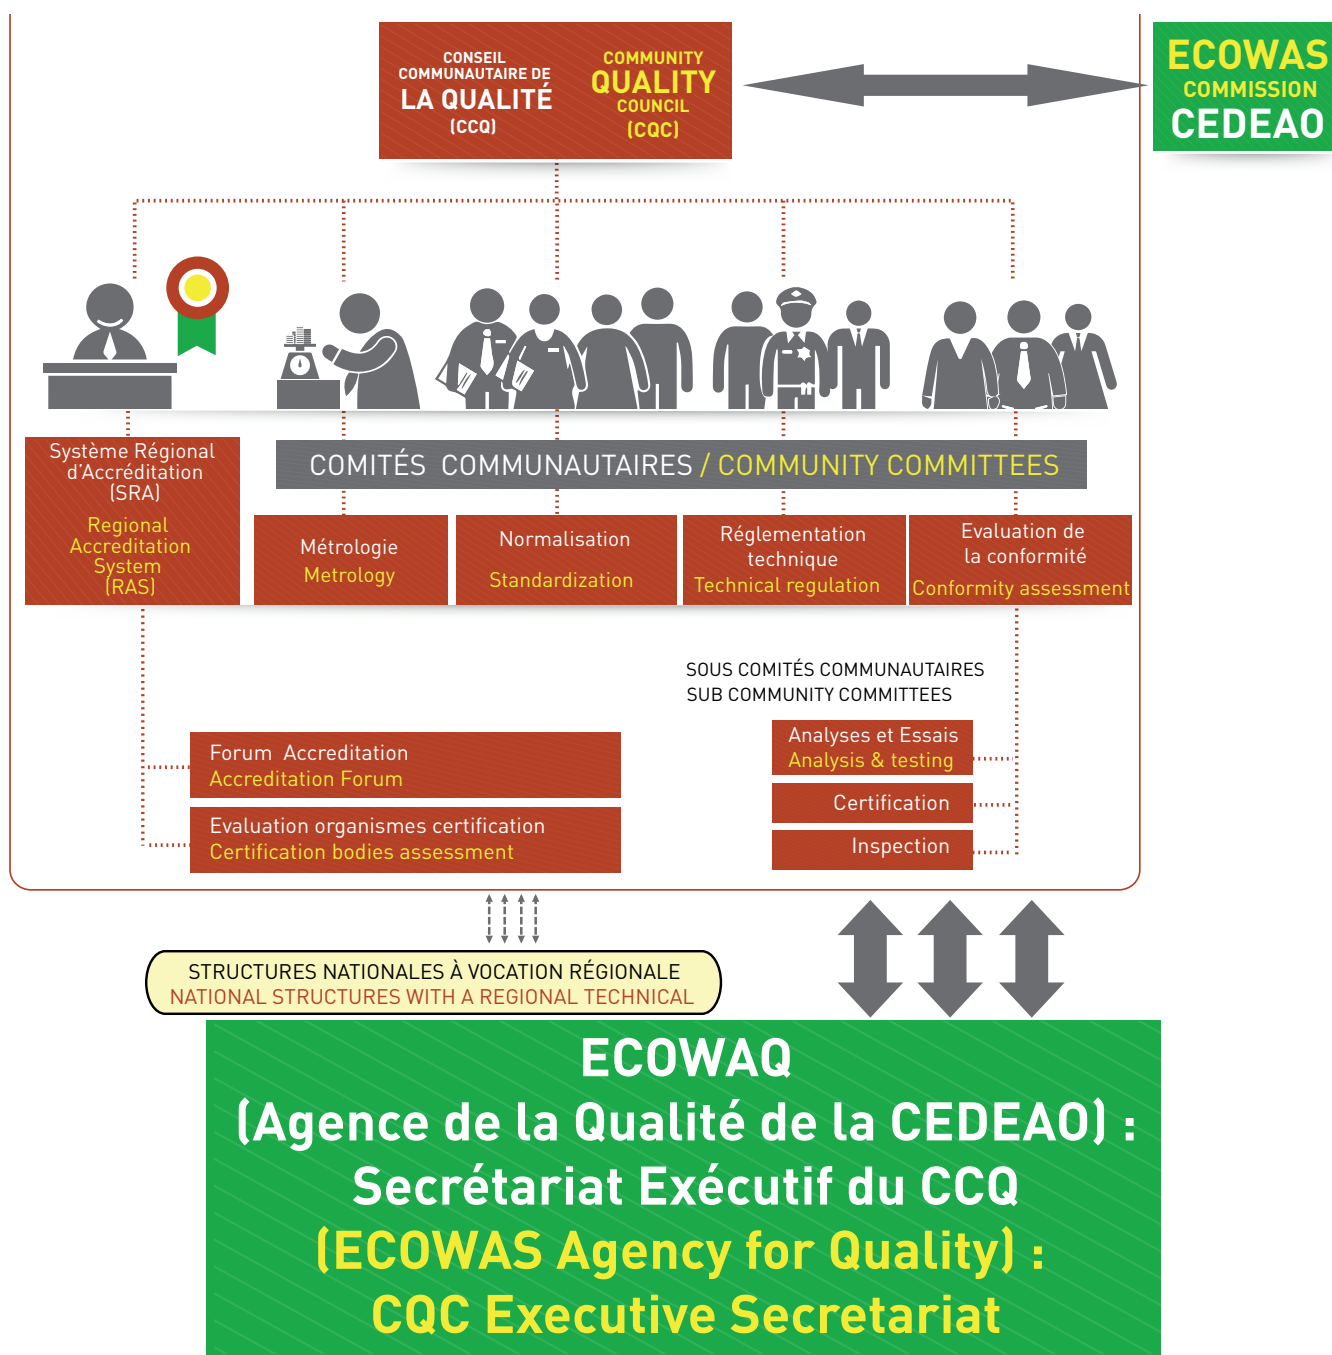 CONSEIL
COMMUNAUTAIRE DE
LA QUALITÉ
(CCQ)
COMMUNITY
QUALITY
COUNCIL
(CQC)
ECOWAS
COMMISSION
CEDEAO
Système Régional
d’Accréditation
(SRA)
Regional
Accreditation
System
(RAS)
COMITÉS COMMUNAUTAIRES / COMMUNITY COMMITTEES
Métrologie
Metrology
Normalisation
Standardization
Réglementation
technique
Technical regulation
Evaluation de
la conformité
Conformity assessment
SOUS COMITÉS COMMUNAUTAIRES
SUB COMMUNITY COMMITTEES
Forum Accreditation
Accreditation Forum
Evaluation organismes certification
Certification bodies assessment
Analyses et Essais
Analysis & testing
Certification
Inspection
STRUCTURES NATIONALES À VOCATION RÉGIONALE
NATIONAL STRUCTURES WITH A REGIONAL TECHNICAL
ECOWAQ
(Agence de la Qualité de la CEDEAO) :
Secrétariat Exécutif du CCQ
(ECOWAS Agency for Quality) :
CQC Executive Secretariat